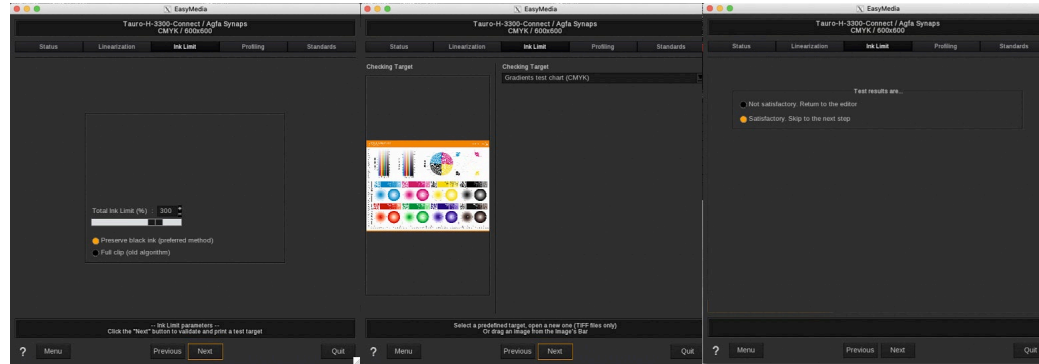 EasyMedia
Tauro-H-3300-Connect / Agfa Synaps
CMYK / 600x600
Status Linearization Ink Limit Profiling Standards
Total Ink Limit (%) : 300
Preserve black ink (preferred method)
Full clip (old algorithm)
-- Ink Limit parameters --
Click the "Next" button to validate and print a test target
? Menu Previous Next Quit
EasyMedia
Tauro-H-3300-Connect / Agfa Synaps
CMYK / 600x600
Status Linearization Ink Limit Profiling Standards
Checking Target Checking Target
Gradients test chart (CMYK)
Select a predefined target, open a new one (TIFF files only)
Or drag an image from the Image's Bar
? Menu Previous Next Quit
EasyMedia
Tauro-H-3300-Connect / Agfa Synaps
CMYK / 600x600
Status Linearization Ink Limit Profiling Standards
Test results are...
Not satisfactory. Return to the editor
Satisfactory. Skip to the next step
? Menu Previous Next Quit